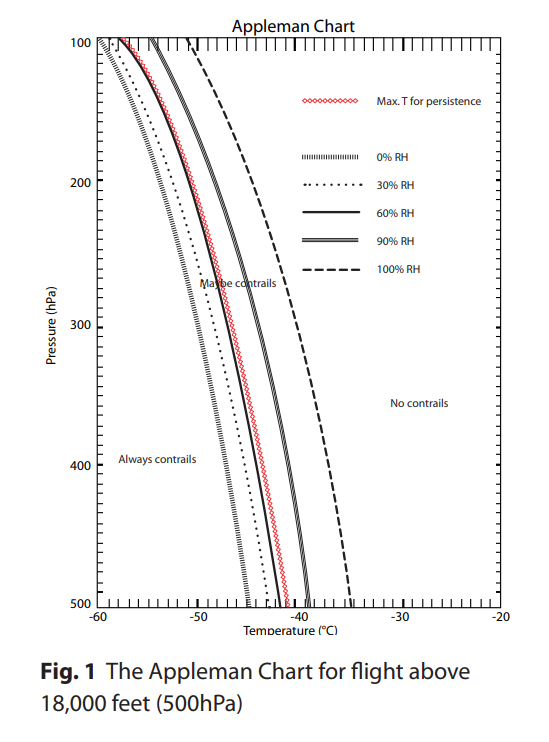 Appleman Chart
100
200
300
400
500
Pressure (hPa)
Max. T for persistence
0% RH
30% RH
60% RH
90% RH
100% RH
Maybe contrails
No contrails
Always contrails
-60 -50 -40 -30 -20
Temperature (°C)
Fig. 1 The Appleman Chart for flight above
18,000 feet (500hPa)